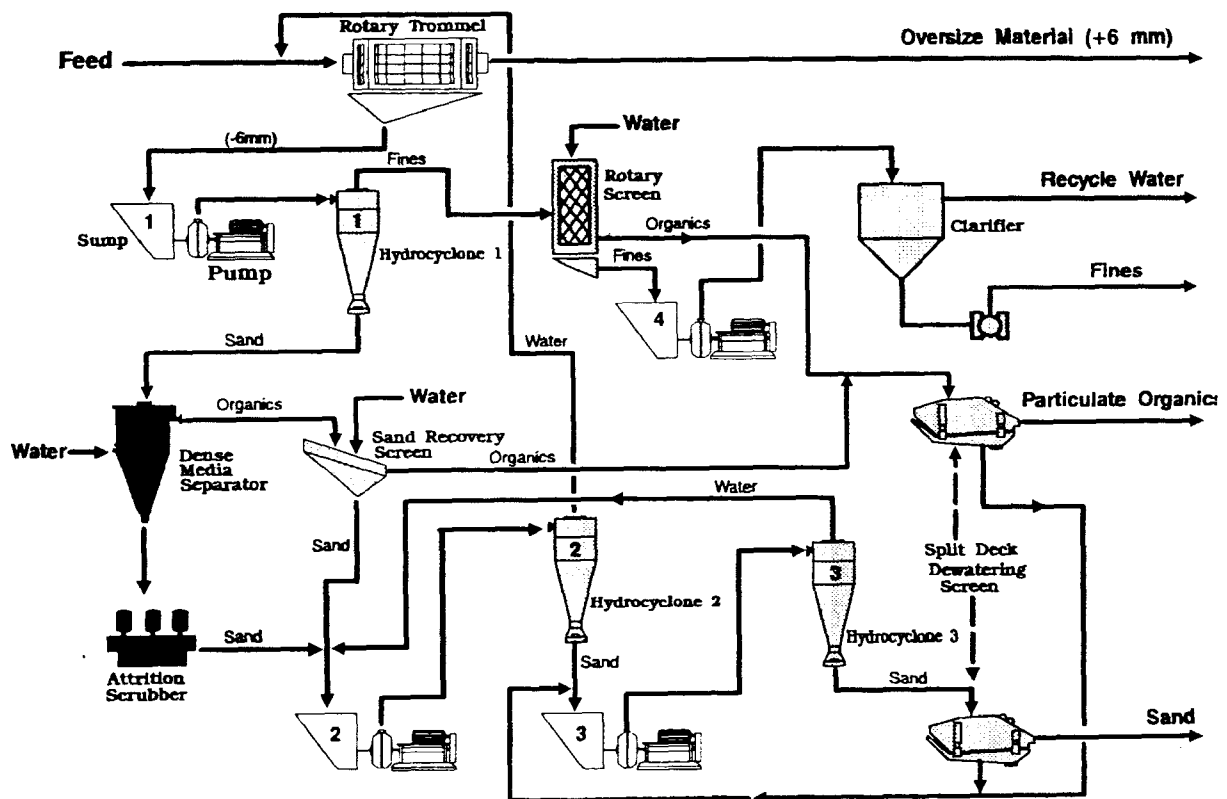 Rotary Trommel
Feed
Oversize Material (+6 mm)
(-6mm)
Fines
Water
Rotary
Screen
Recycle Water
1
Sump
Pump
1
Hydrocyclone 1
Organics
Clarifier
Fines
4
Fines
Sand
Water
Organics
Water
Sand Recovery
Screen
Particulate Organics
Water
Dense
Media
Separator
Organics
Water
Sand
2
Hydrocyclone 2
3
Hydrocyclone 3
Split Deck
Dewatering
Screen
Sand
Attrition
Scrubber
Sand
Sand
2
3
Sand